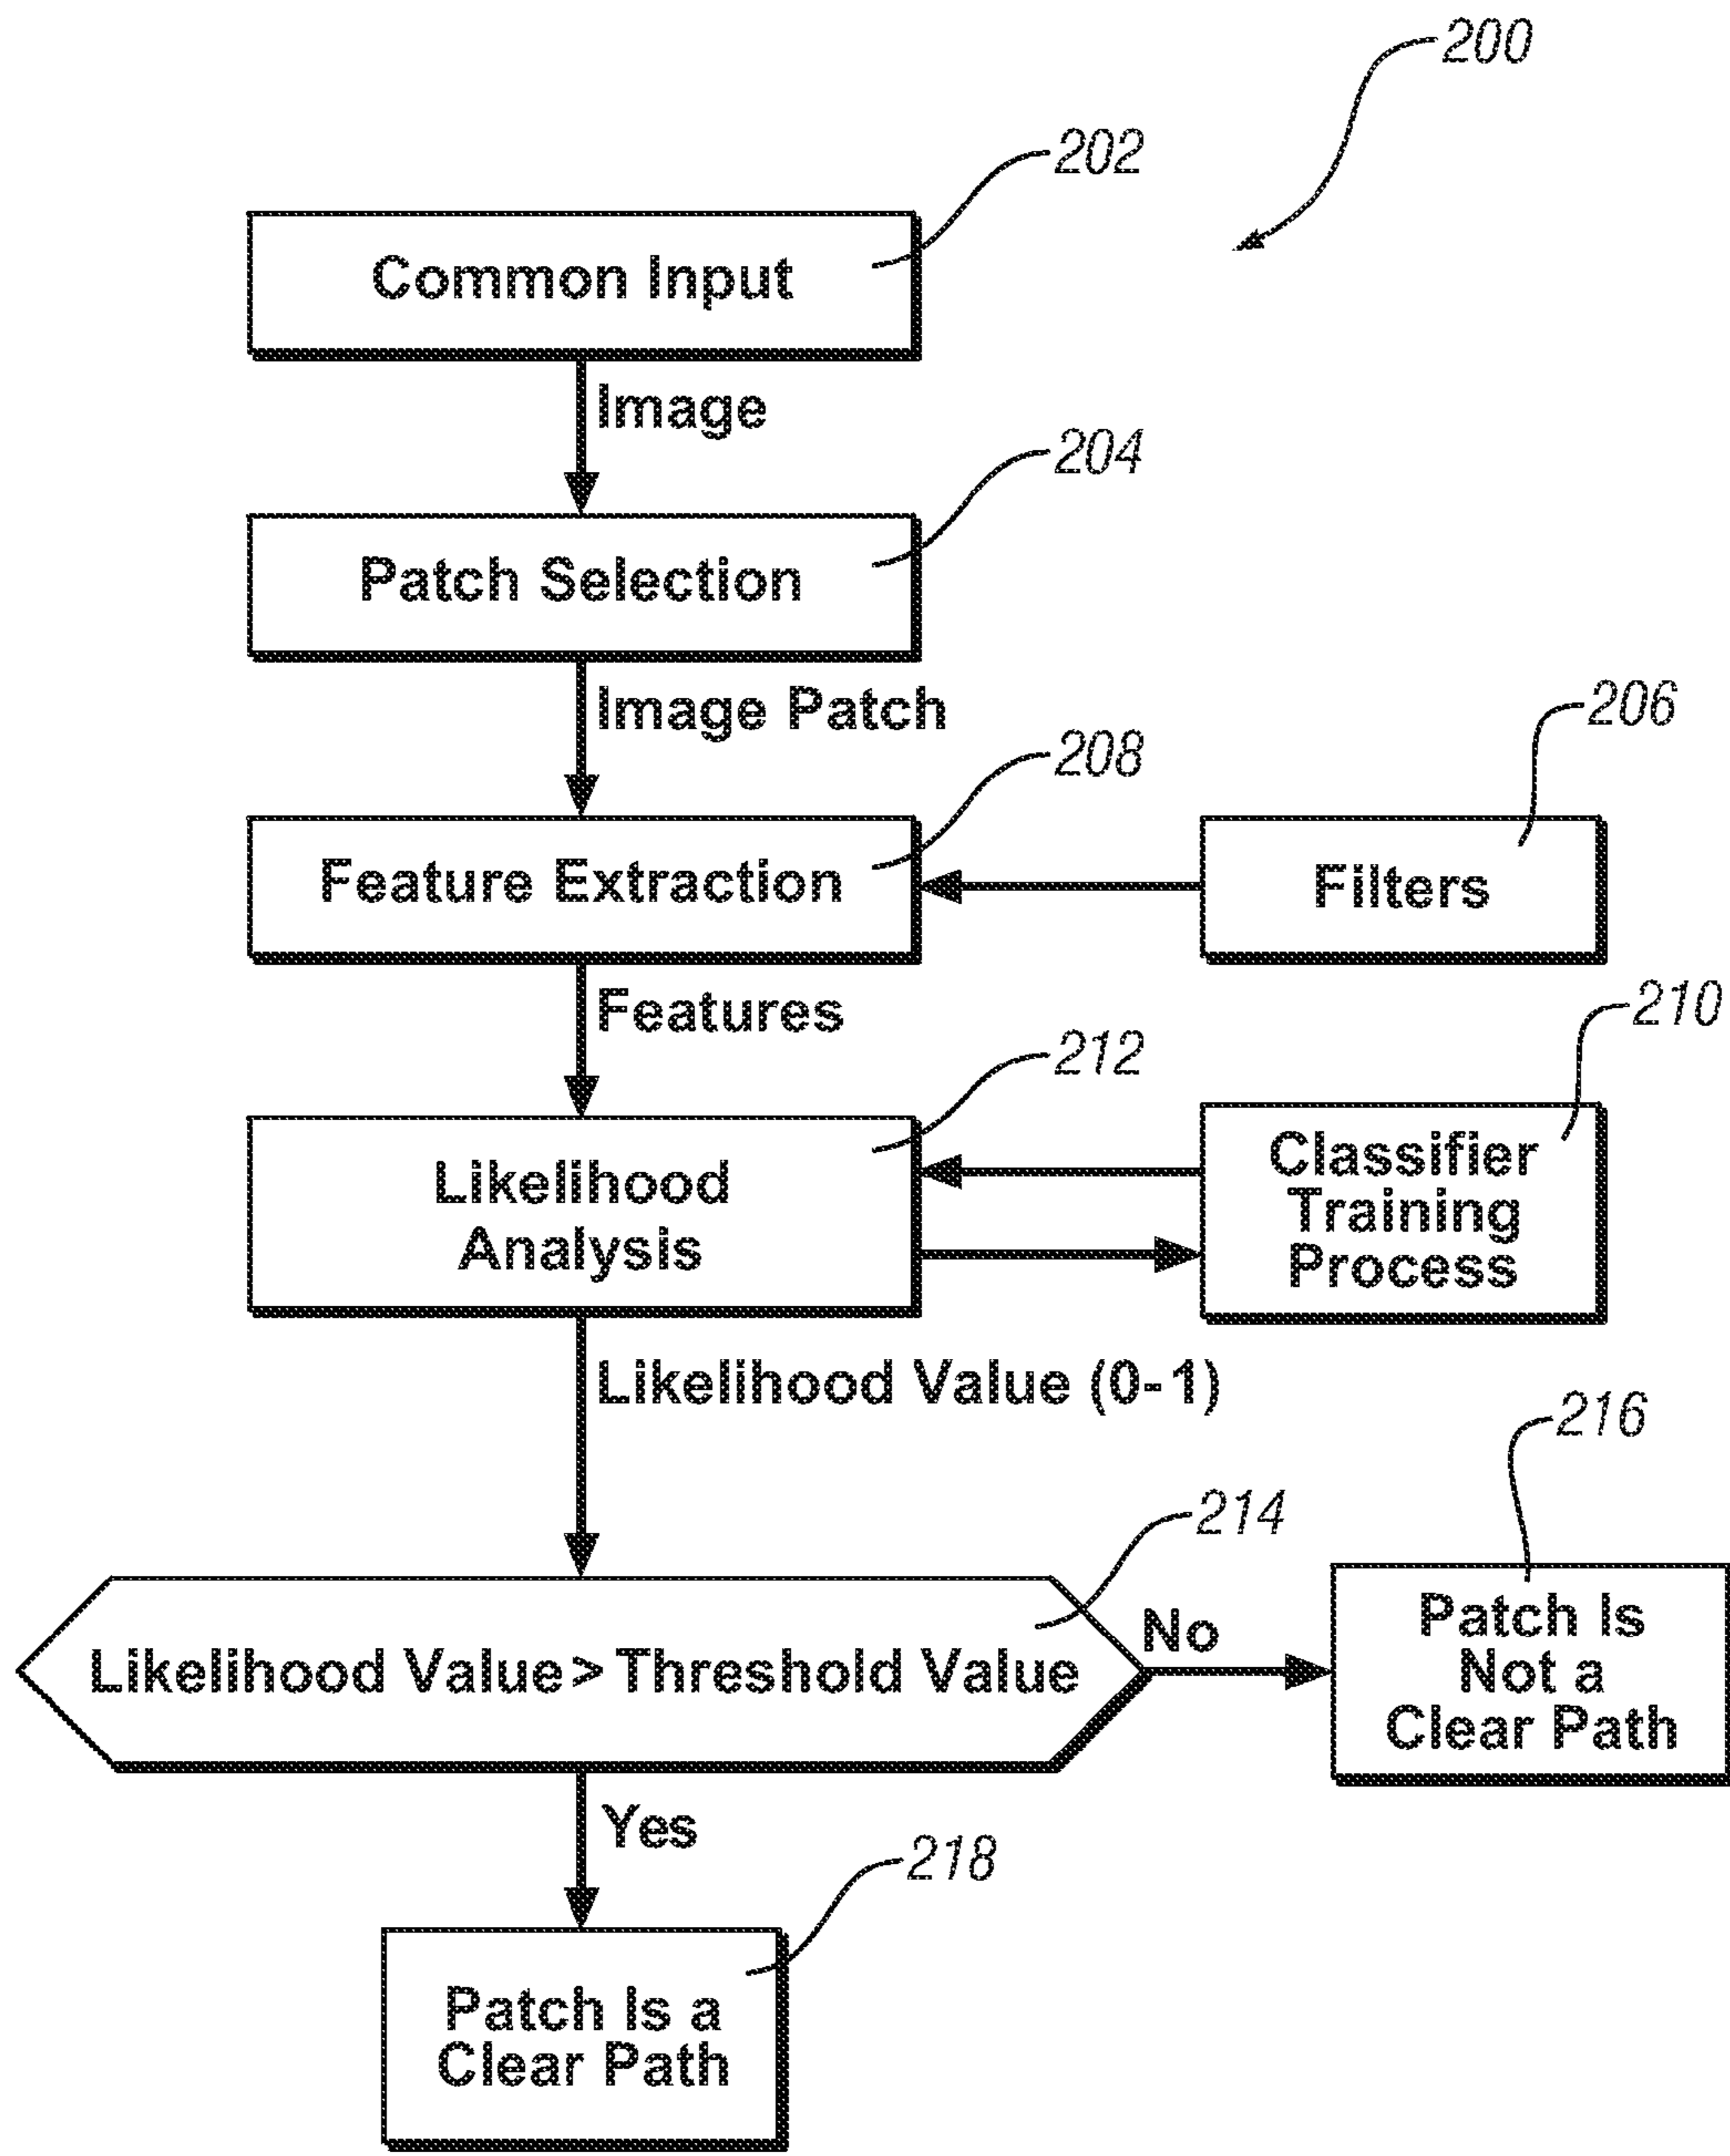 200
202
Common Input
Image
204
Patch Selection
Image Patch
206
208
Feature Extraction
Filters
Features
210
212
Likelihood
Analysis
Classifier
Training
Process
Likelihood Value (0-1)
216
214
Likelihood Value > Threshold Value
No
Patch Is
Not a
Clear Path
Yes
218
Patch Is a
Clear Path